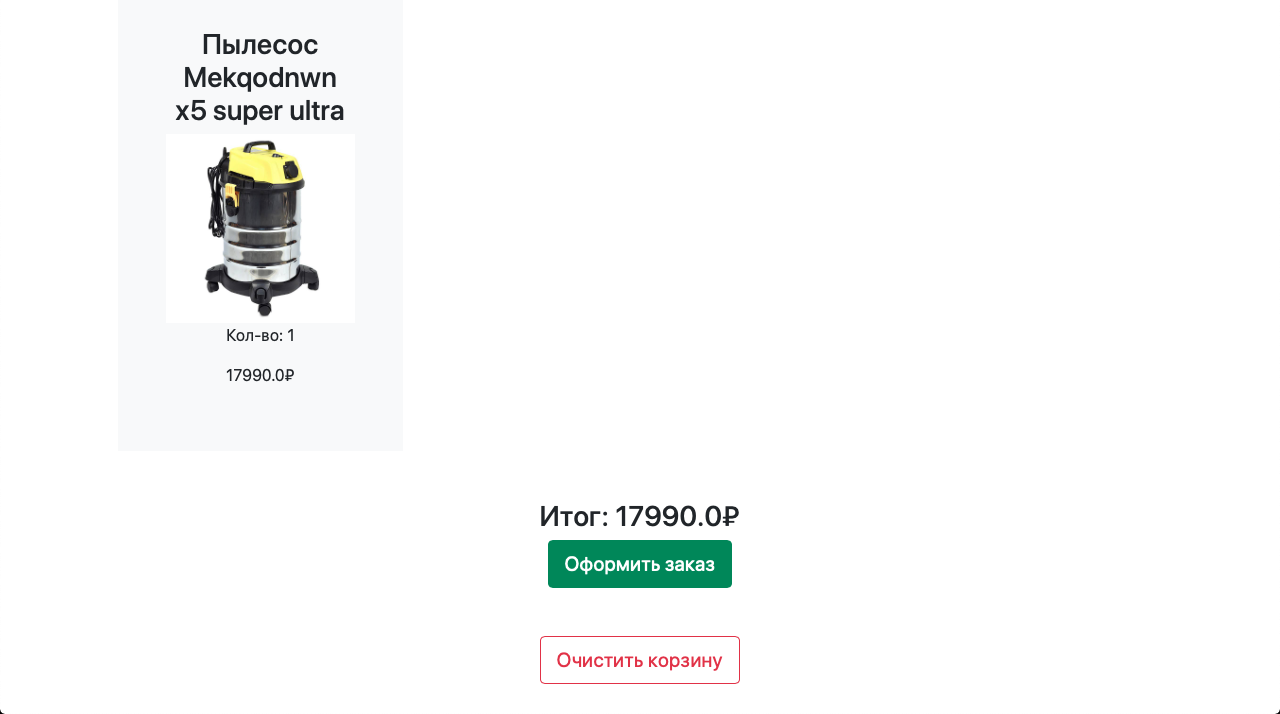 Пылесос
Mekqodnwn
x5 super ultra
Кол-во: 1
17990.0₽
Итог: 17990.0₽
Оформить заказ
Очистить корзину